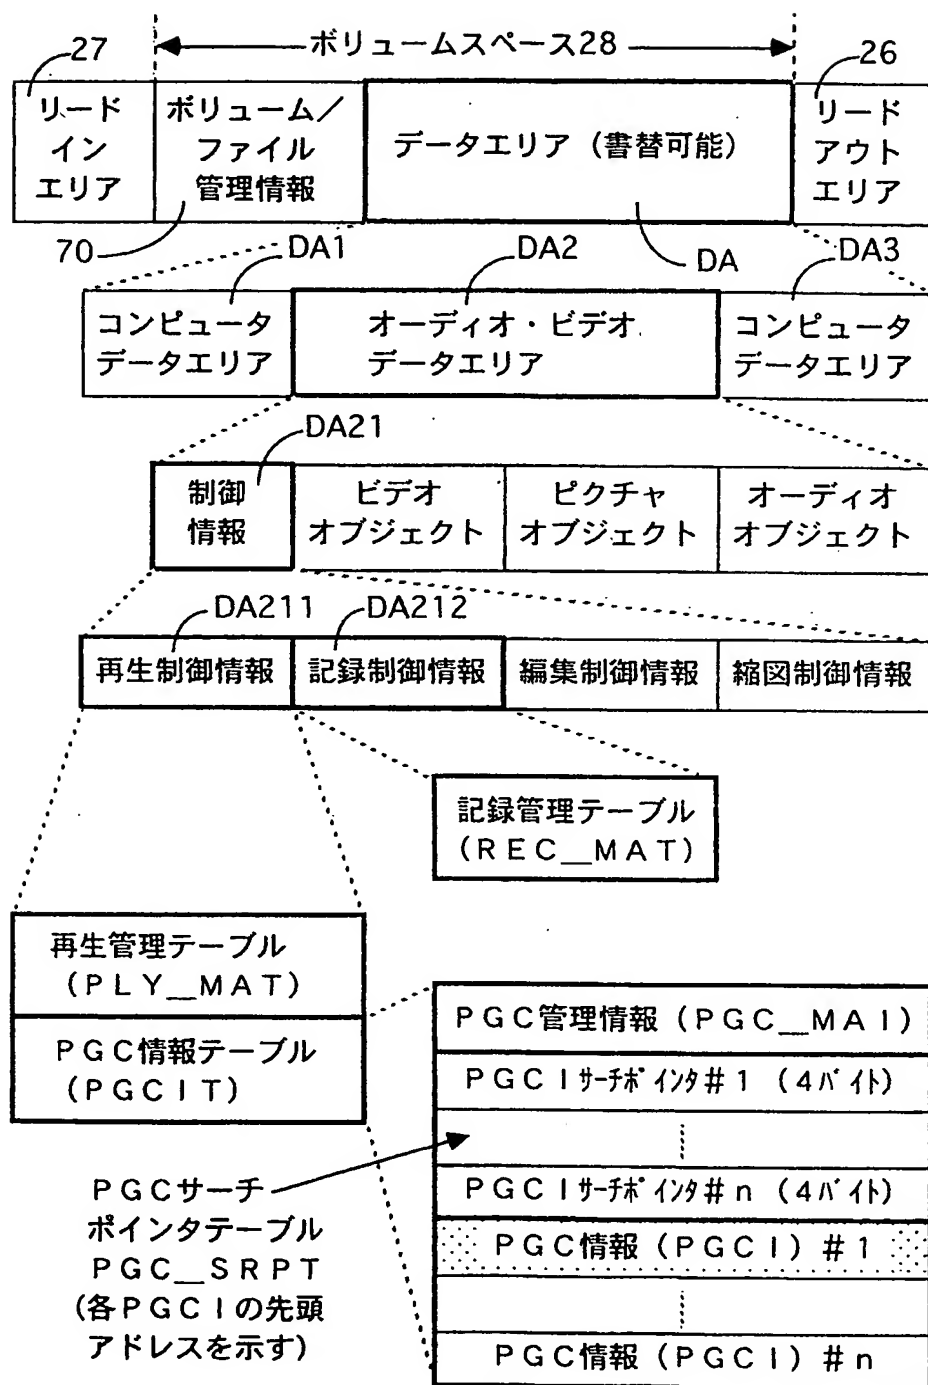 ボリュームスペース28
27
26
リード
イン
エリア
ボリューム／
ファイル
管理情報
データエリア（書替可能）
リード
アウト
エリア
70
DA1
DA2
DA
DA3
コンピュータ
データエリア
オーディオ・ビデオ
データエリア
コンピュータ
データエリア
DA21
制御
情報
ビデオ
オブジェクト
ピクチャ
オブジェクト
オーディオ
オブジェクト
DA211
DA212
再生制御情報
記録制御情報
編集制御情報
縮図制御情報
記録管理テーブル
（ＲＥＣ＿ＭＡＴ）
再生管理テーブル
（ＰＬＹ＿ＭＡＴ）
ＰＧＣ情報テーブル
（ＰＧＣＩＴ）
ＰＧＣ管理情報（ＰＧＣ＿ＭＡＩ）
ＰＧＣＩｻｰﾁﾎﾟｲﾝﾀ＃１（４ﾊﾞｲﾄ）
ＰＧＣＩｻｰﾁﾎﾟｲﾝﾀ＃ｎ（４ﾊﾞｲﾄ）
ＰＧＣ情報（ＰＧＣＩ）＃１
ＰＧＣ情報（ＰＧＣＩ）＃ｎ
ＰＧＣサーチ
ポインタテーブル
ＰＧＣ＿ＳＲＰＴ
（各ＰＧＣＩの先頭
アドレスを示す）